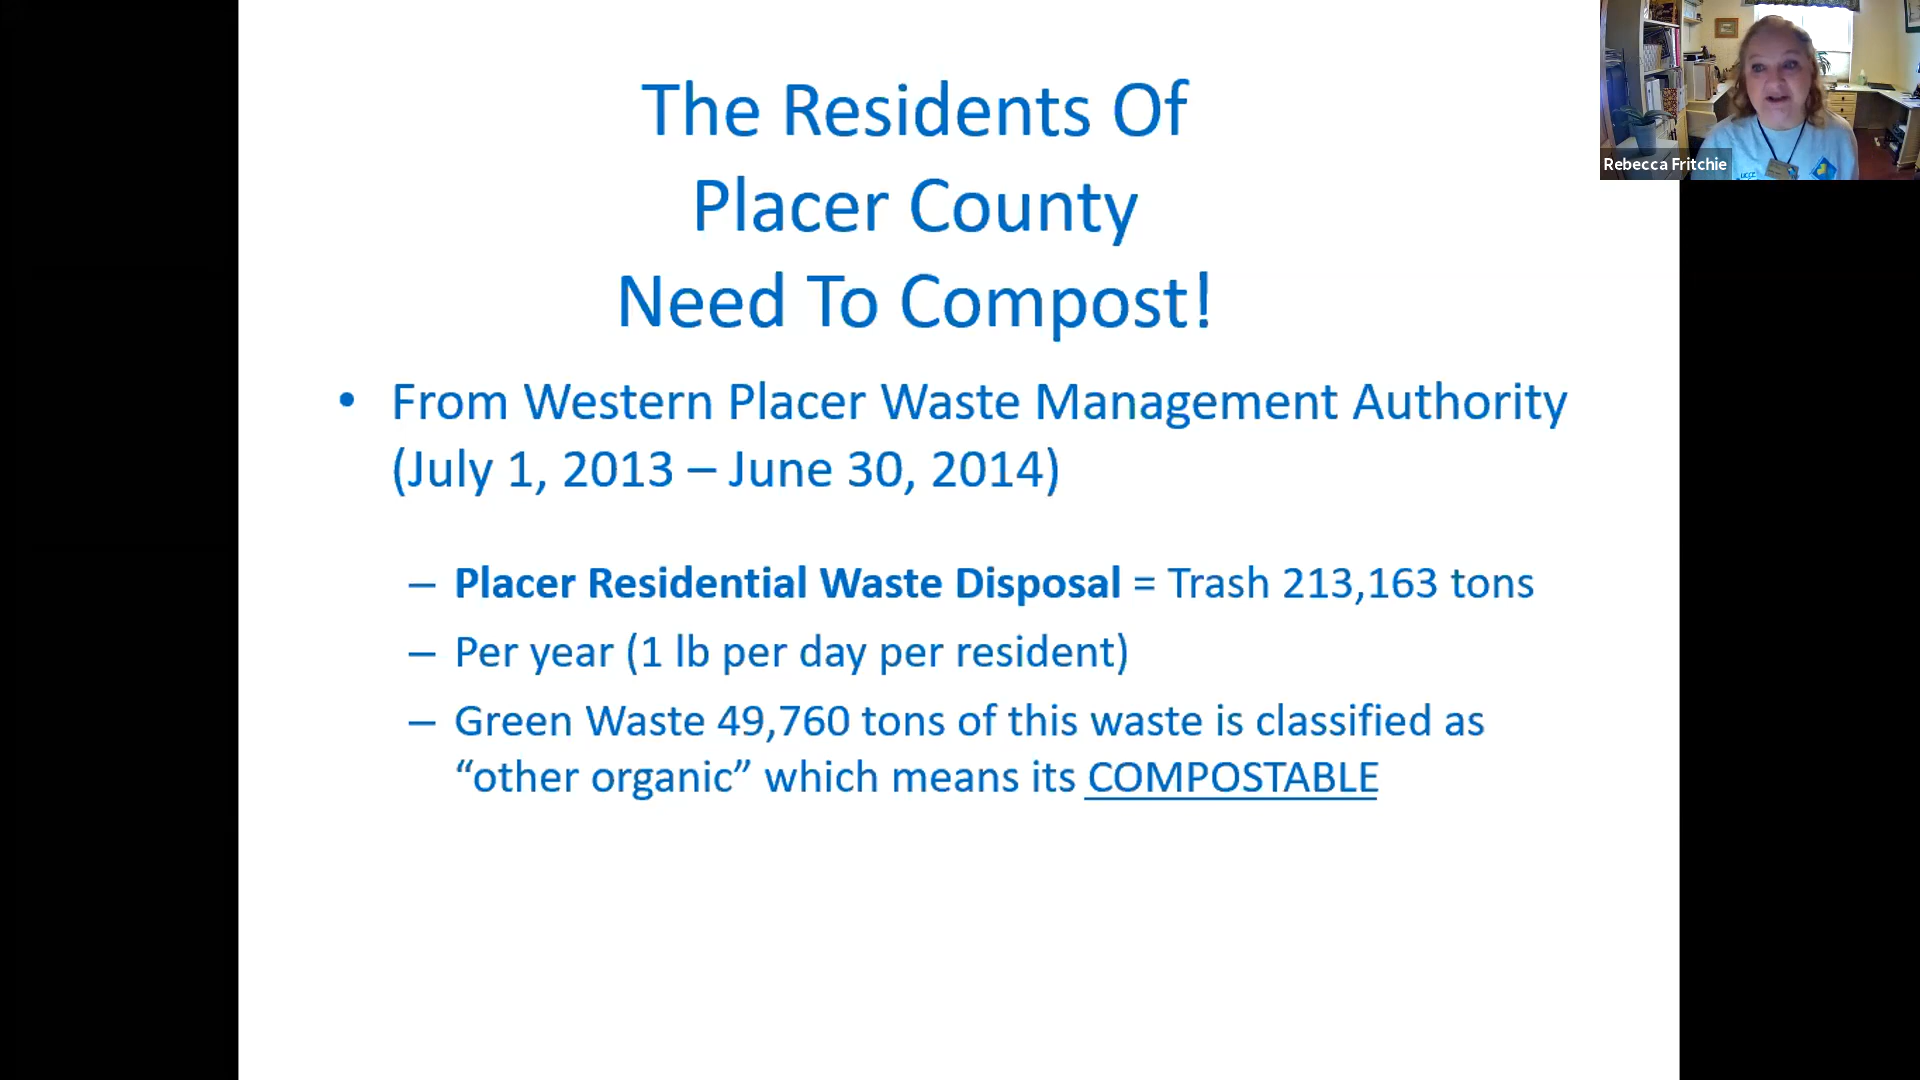 The Residents Of
Placer County
Need To Compost!
• From Western Placer Waste Management Authority
(July 1, 2013 – June 30, 2014)
– Placer Residential Waste Disposal = Trash 213,163 tons
– Per year (1 lb per day per resident)
– Green Waste 49,760 tons of this waste is classified as
“other organic” which means its COMPOSTABLE
Rebecca Fritchie